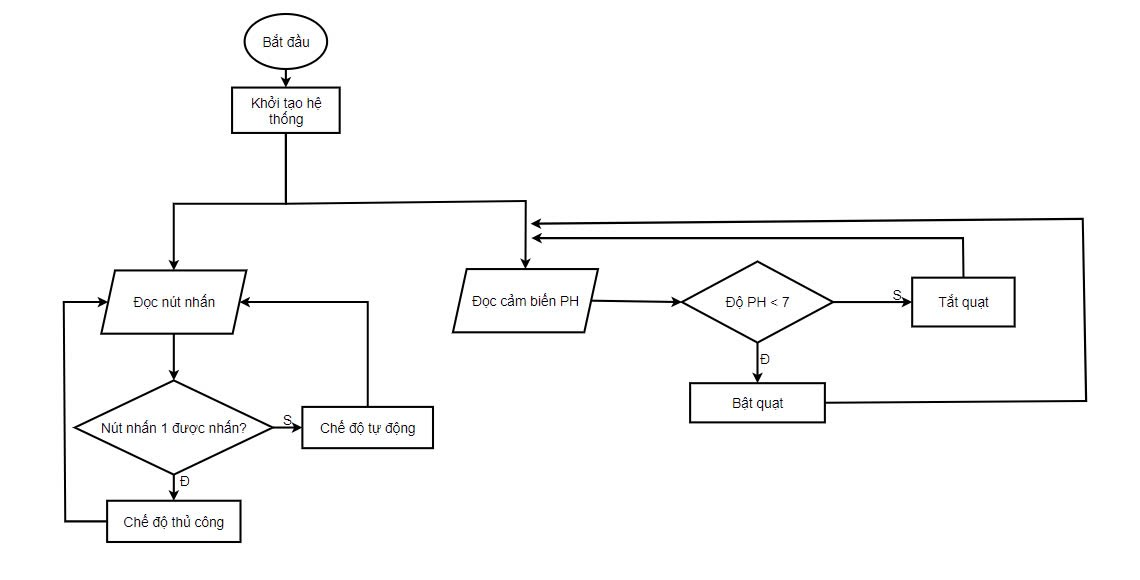 Bắt đầu
Khởi tạo hệ
thống
Đọc nút nhấn
Đọc cảm biến PH
Độ PH < 7
S
Tắt quạt
Đ
Bật quạt
Nút nhấn 1 được nhấn?
S
Chế độ tự động
Đ
Chế độ thủ công